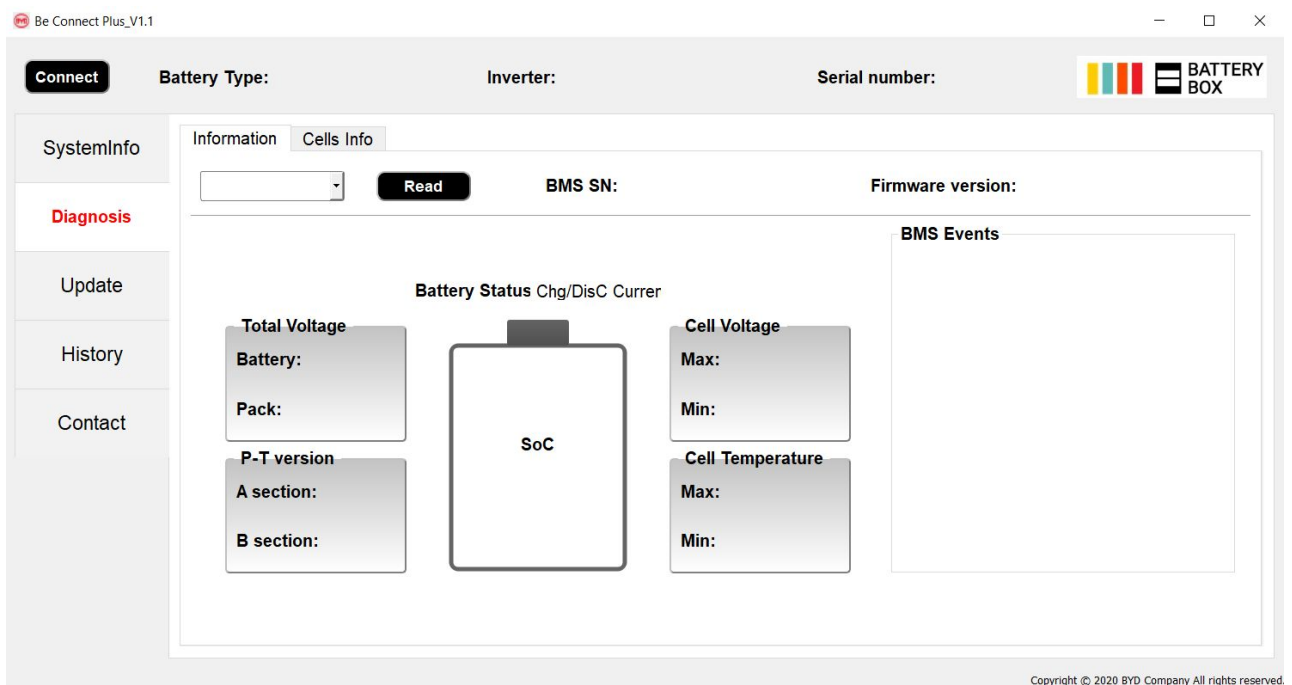 Be Connect Plus_V1.1
Connect
Battery Type:
Inverter:
Serial number:
BATTERY
BOX
SystemInfo
Diagnosis
Update
History
Contact
Information
Cells Info
Read
BMS SN:
Firmware version:
BMS Events
Battery Status Chg/DisC Currer
Total Voltage
Battery:
Pack:
P-T version
A section:
B section:
SoC
Cell Voltage
Max:
Min:
Cell Temperature
Max:
Min:
Copyright © 2020 BYD Company All rights reserved.